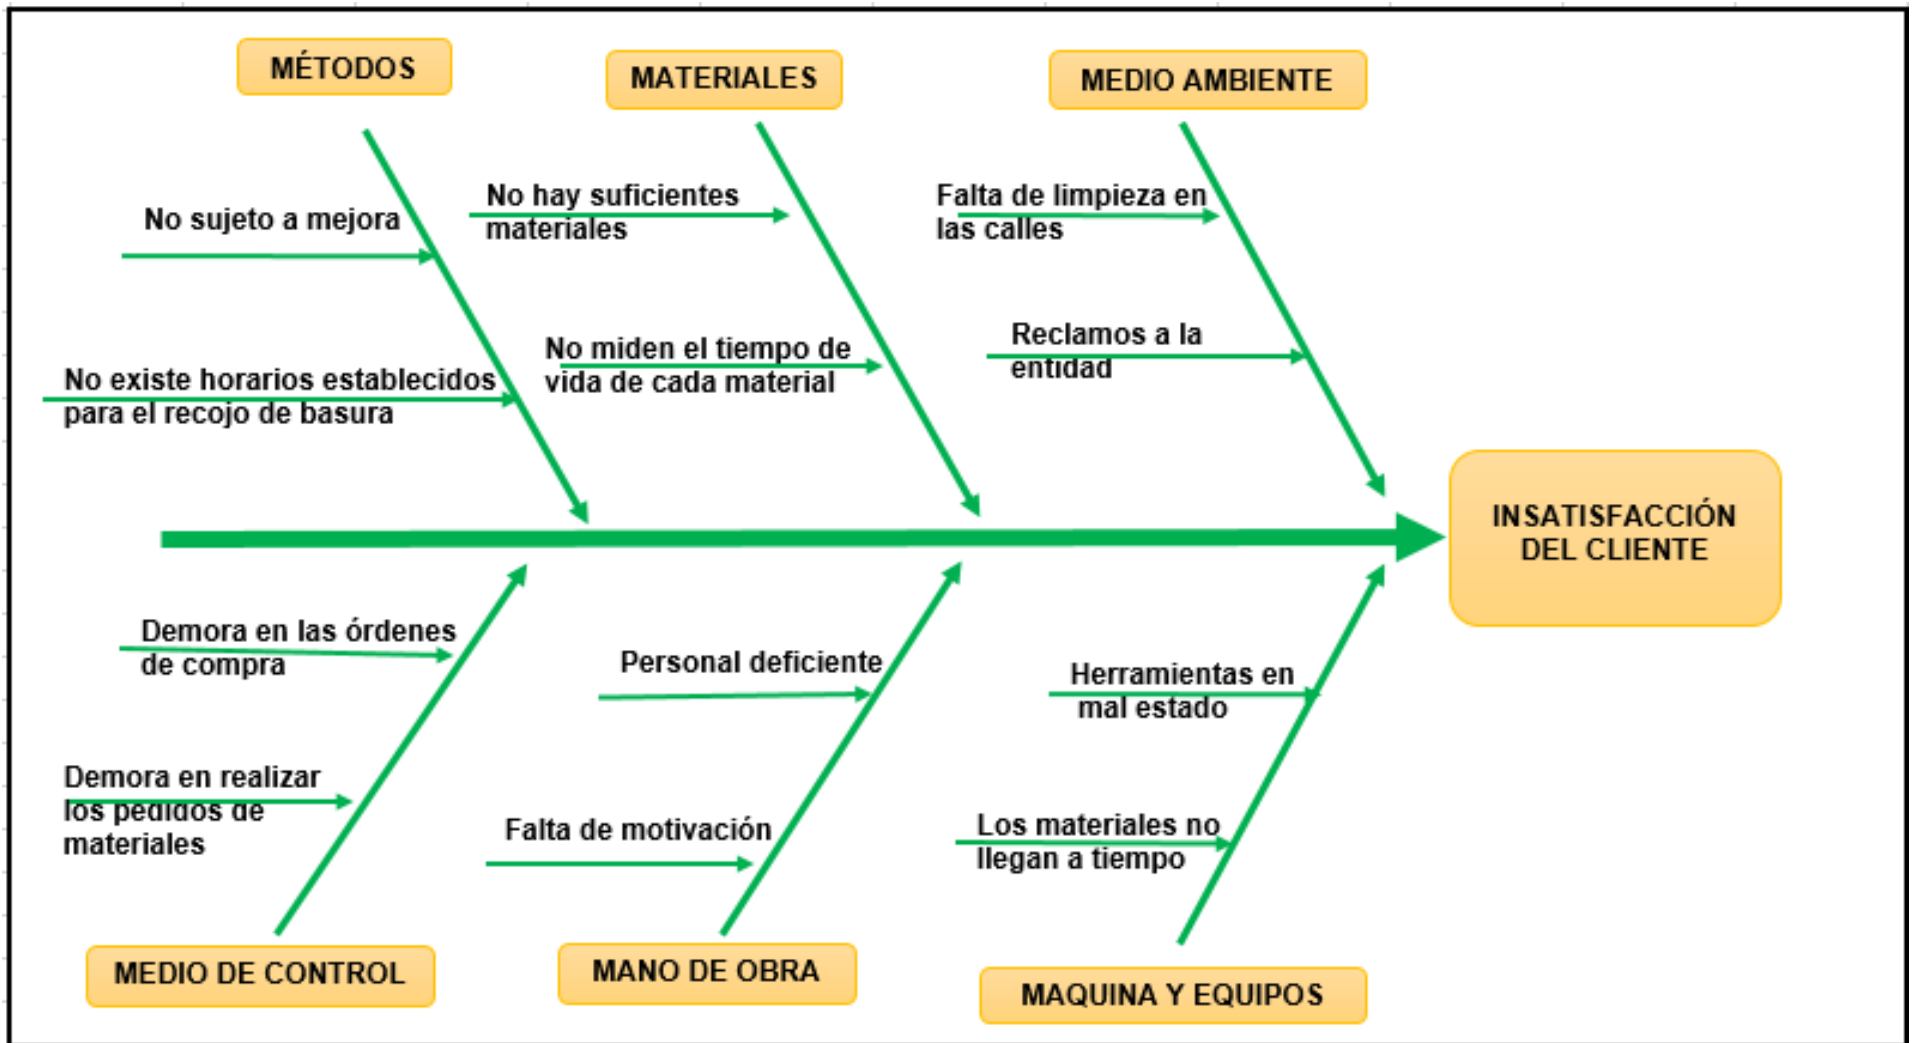 MÉTODOS
MATERIALES
MEDIO AMBIENTE
No sujeto a mejora
No existe horarios establecidos
para el recojo de basura
No hay suficientes
materiales
No miden el tiempo de
vida de cada material
Falta de limpieza en
las calles
Reclamos a la
entidad
INSATISFACCIÓN
DEL CLIENTE
Demora en las órdenes
de compra
Demora en realizar
los pedidos de
materiales
Personal deficiente
Falta de motivación
Herramientas en
mal estado
Los materiales no
llegan a tiempo
MEDIO DE CONTROL
MANO DE OBRA
MAQUINA Y EQUIPOS